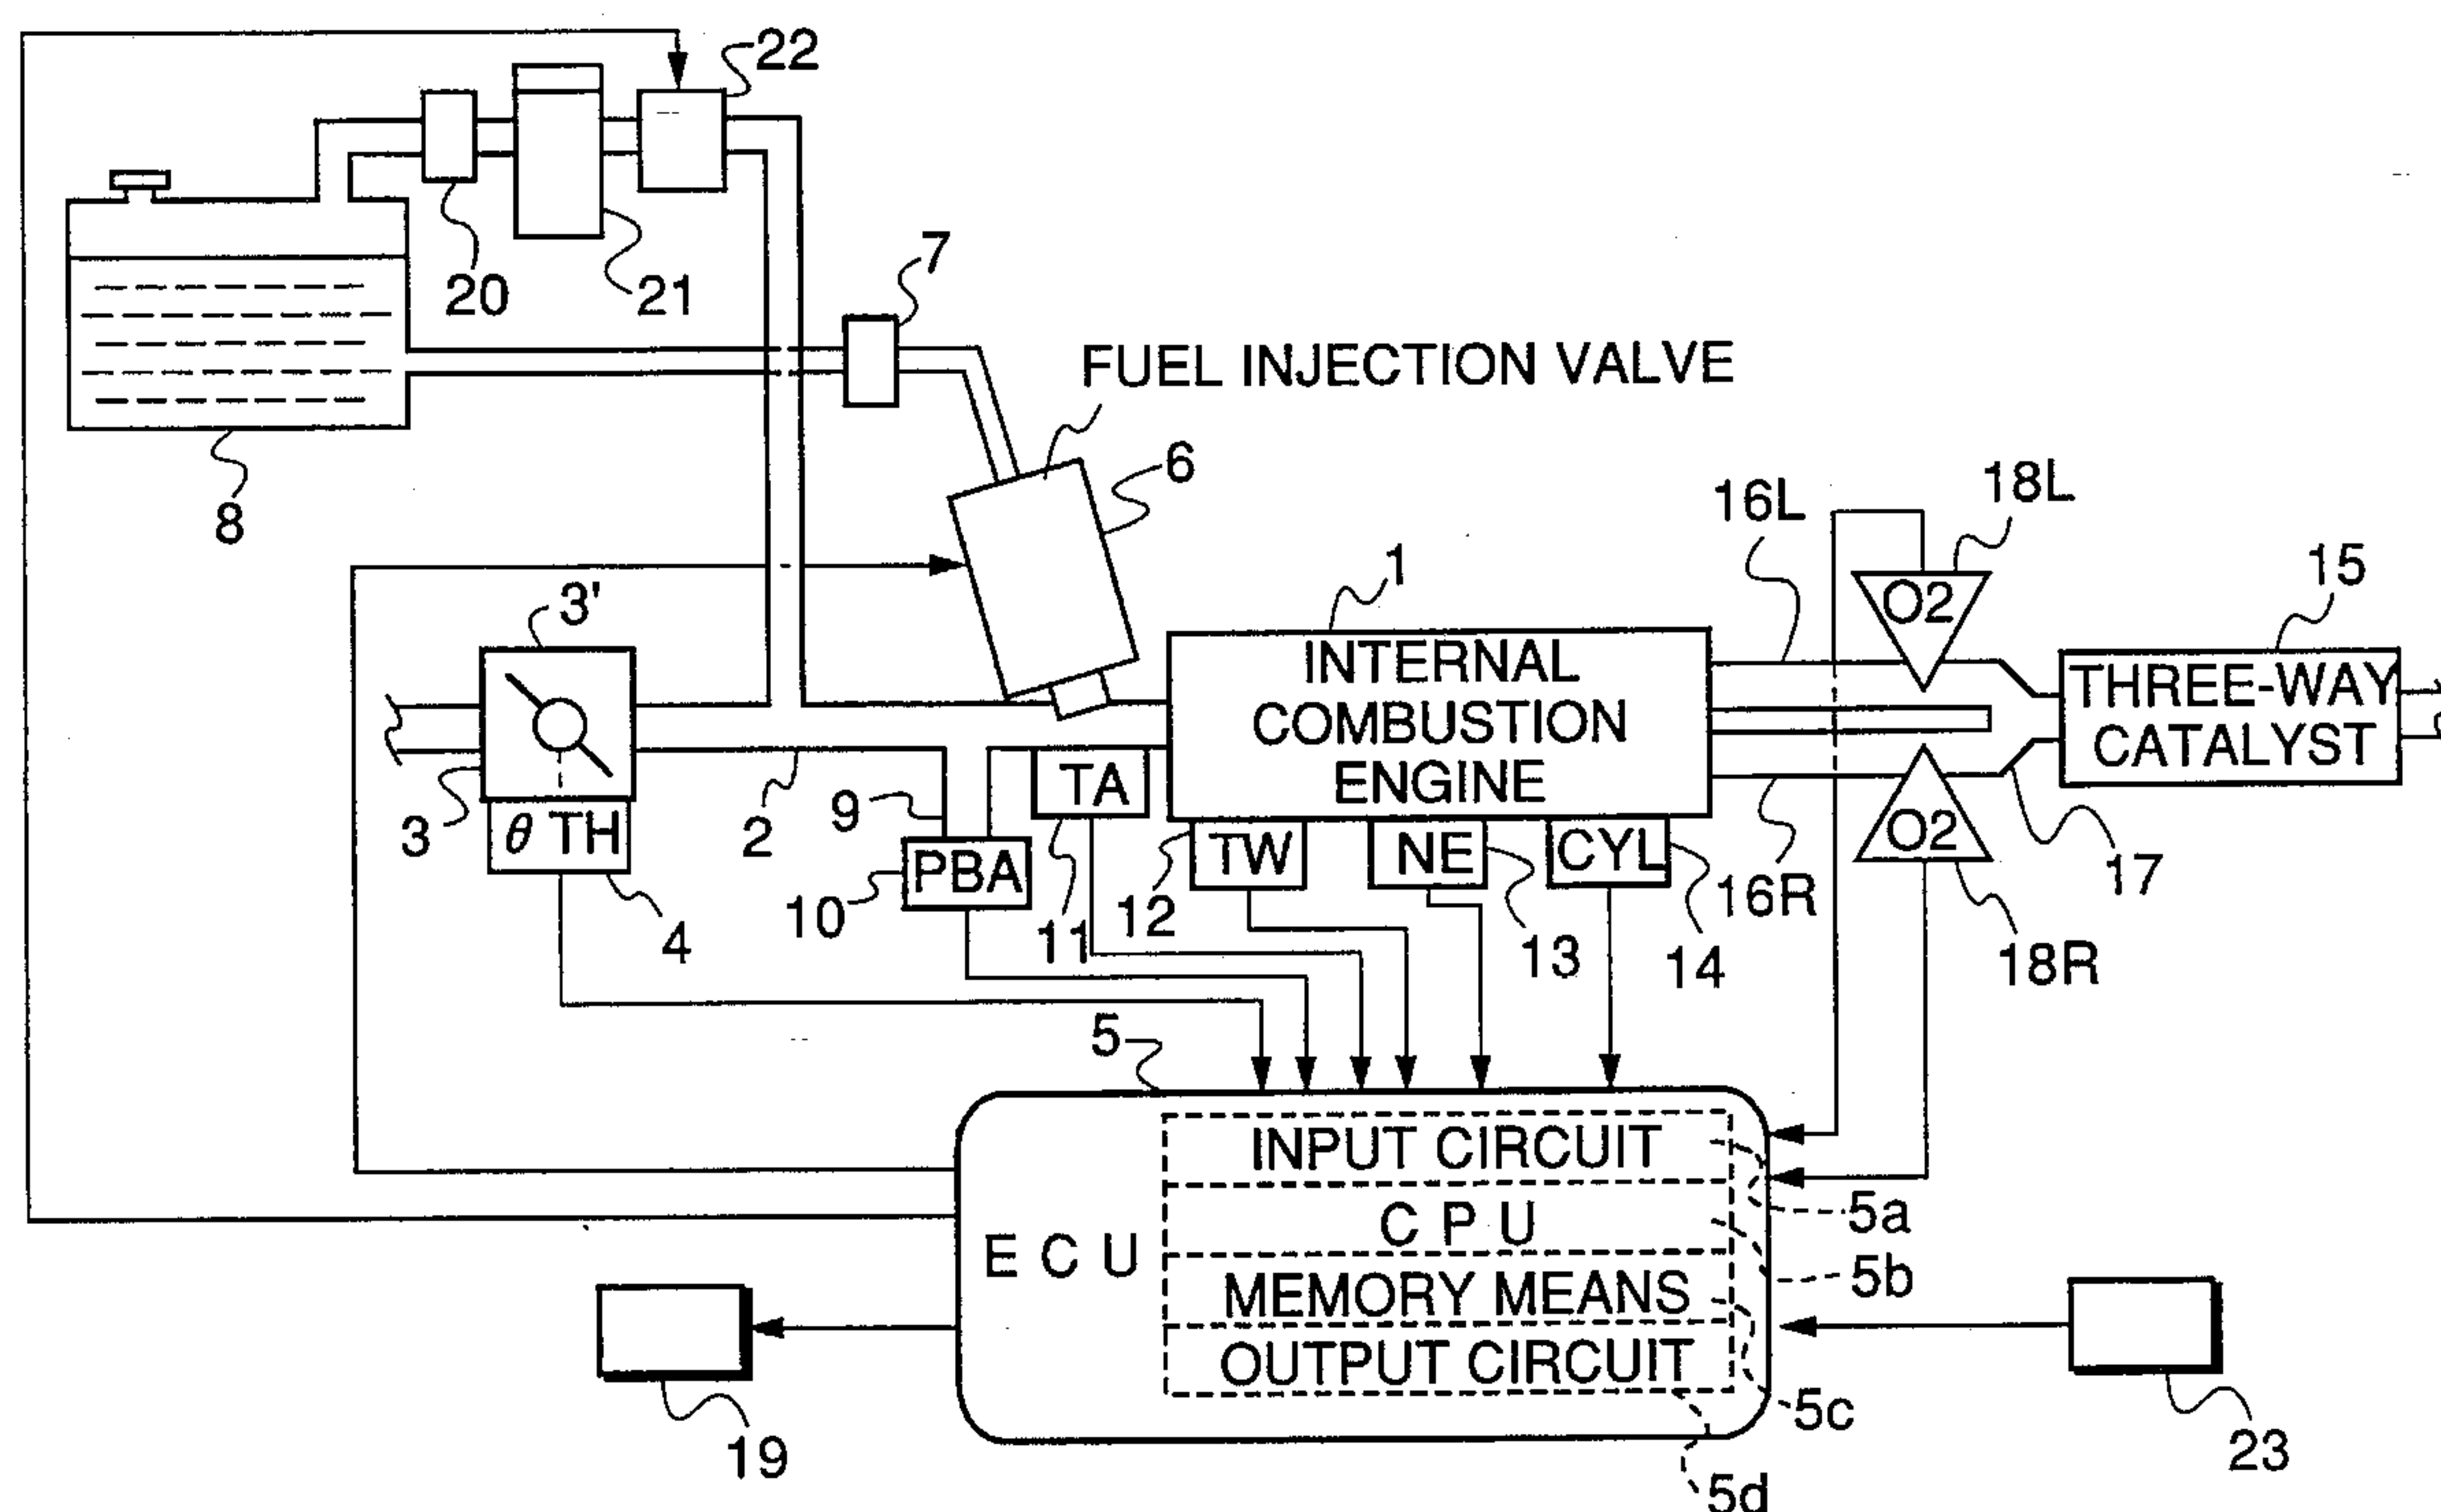 22
20
21
7
FUEL INJECTION VALVE
8
6
16L
18L
3'
1
O2
15
INTERNAL
COMBUSTION
ENGINE
THREE-WAY
CATALYST
3
θ TH
2
9
TA
PBA
TW
NE
CYL
O2
4
10
11
12
13
14
16R
17
18R
5
INPUT CIRCUIT
C P U
E C U
MEMORY MEANS
OUTPUT CIRCUIT
5a
5b
5c
5d
19
23